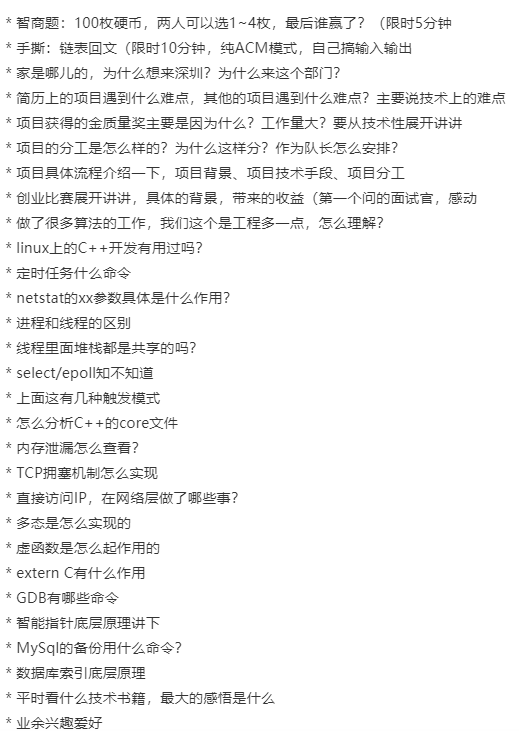 * 智商题：100枚硬币，两人可以选1~4枚，最后谁赢了？（限时5分钟
* 手撕：链表回文（限时10分钟，纯ACM模式，自己搞输入输出
* 家是哪儿的，为什么想来深圳？为什么来这个部门？
* 简历上的项目遇到什么难点，其他的项目遇到什么难点？主要说技术上的难点
* 项目获得的金质量奖主要是因为什么？工作量大？要从技术性展开讲讲
* 项目的分工是怎么样的？为什么这样分？作为队长怎么安排？
* 项目具体流程介绍一下，项目背景、项目技术手段、项目分工
* 创业比赛展开讲讲，具体的背景，带来的收益（第一个问的面试官，感动
* 做了很多算法的工作，我们这个是工程多一点，怎么理解？
* linux上的C++开发有用过吗？
* 定时任务什么命令
* netstat的xx参数具体是什么作用？
* 进程和线程的区别
* 线程里面堆栈都是共享的吗？
* select/epoll知不知道
* 上面这有几种触发模式
* 怎么分析C++的core文件
* 内存泄漏怎么查看？
* TCP拥塞机制怎么实现
* 直接访问IP，在网络层做了哪些事？
* 多态是怎么实现的
* 虚函数是怎么起作用的
* extern C有什么作用
* GDB有哪些命令
* 智能指针底层原理讲下
* MySql的备份用什么命令？
* 数据库索引底层原理
* 平时看什么技术书籍，最大的感悟是什么
* 业余兴趣爱好